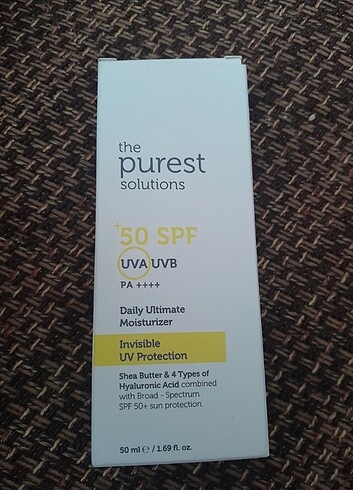 the
purest
solutions
+50 SPF
UVA UVB
PA ++++
Daily Ultimate
Moisturizer
Invisible
UV Protection
Shea Butter & 4 Types of
Hyaluronic Acid combined
with Broad - Spectrum
SPF 50+ sun protection.
50 ml ℮ / 1.69 fl. oz.